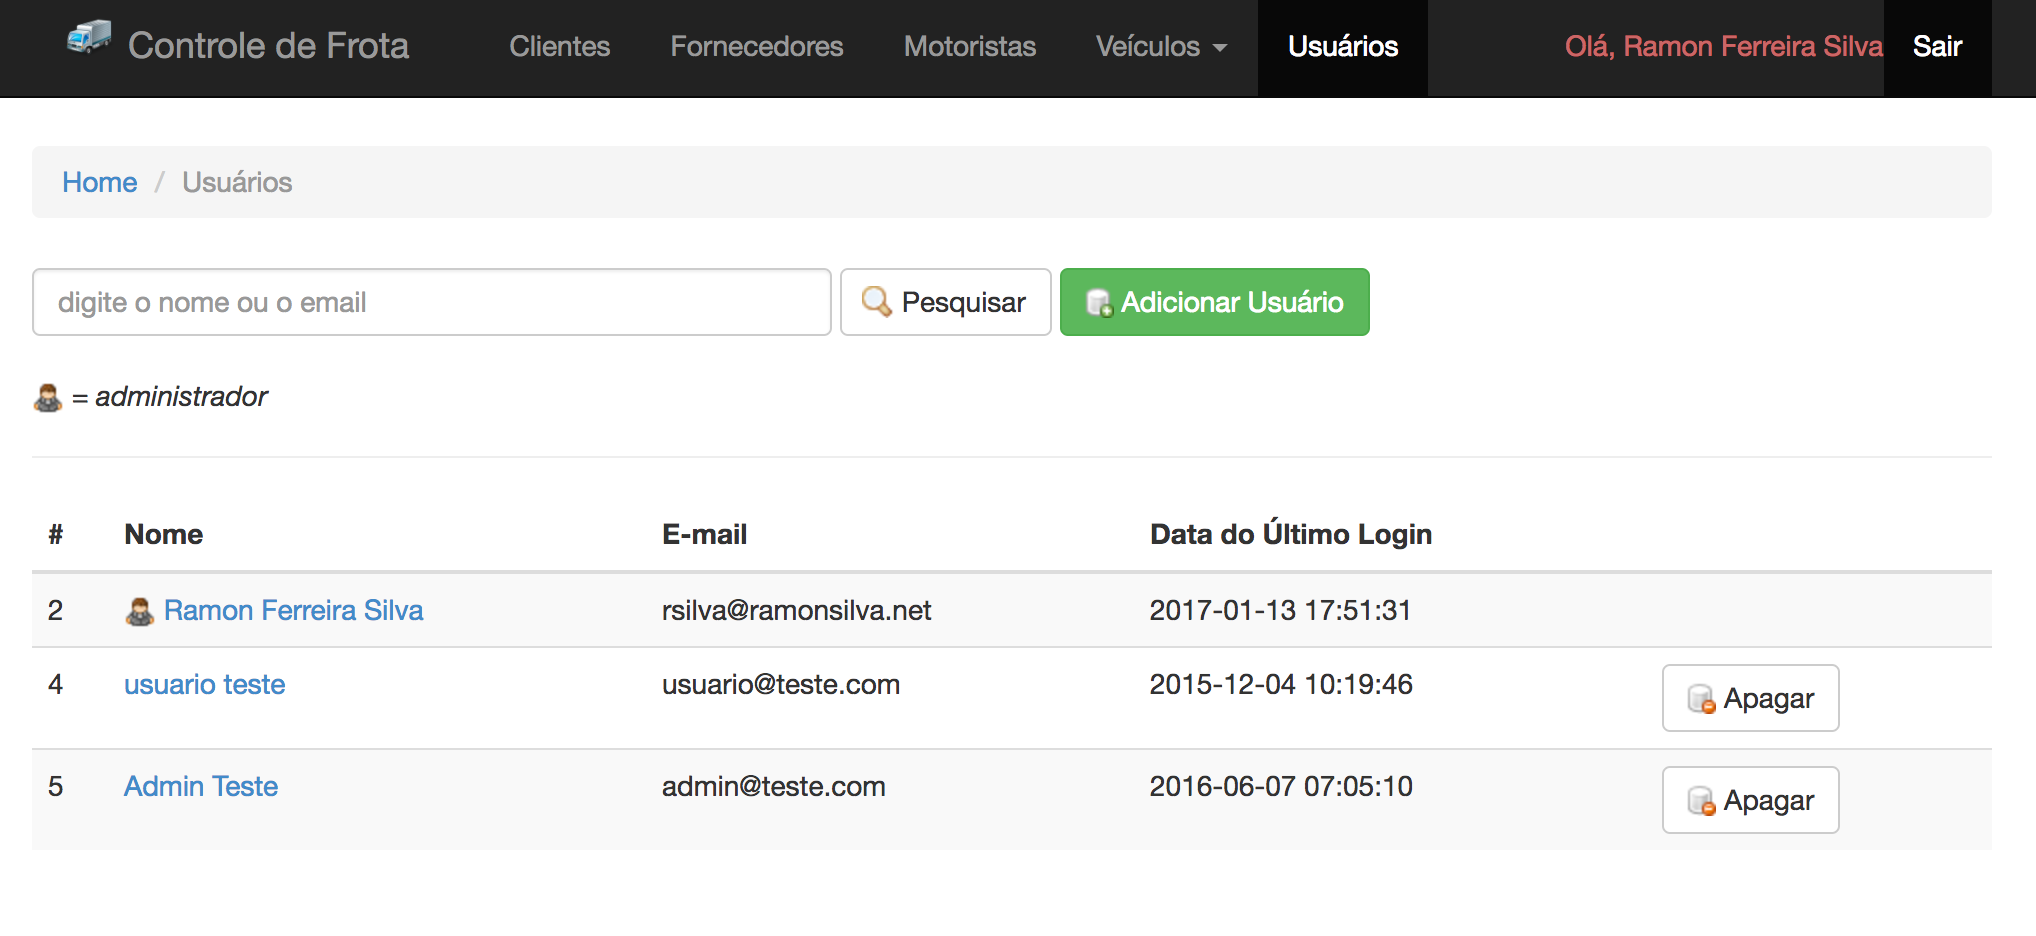 Controle de Frota Clientes Fornecedores Motoristas Veículos Usuários Olá, Ramon Ferreira Silva Sair
Home / Usuários
digite o nome ou o email Pesquisar Adicionar Usuário
= administrador
# Nome E-mail Data do Último Login
2 Ramon Ferreira Silva rsilva@ramonsilva.net 2017-01-13 17:51:31
4 usuario teste usuario@teste.com 2015-12-04 10:19:46 Apagar
5 Admin Teste admin@teste.com 2016-06-07 07:05:10 Apagar